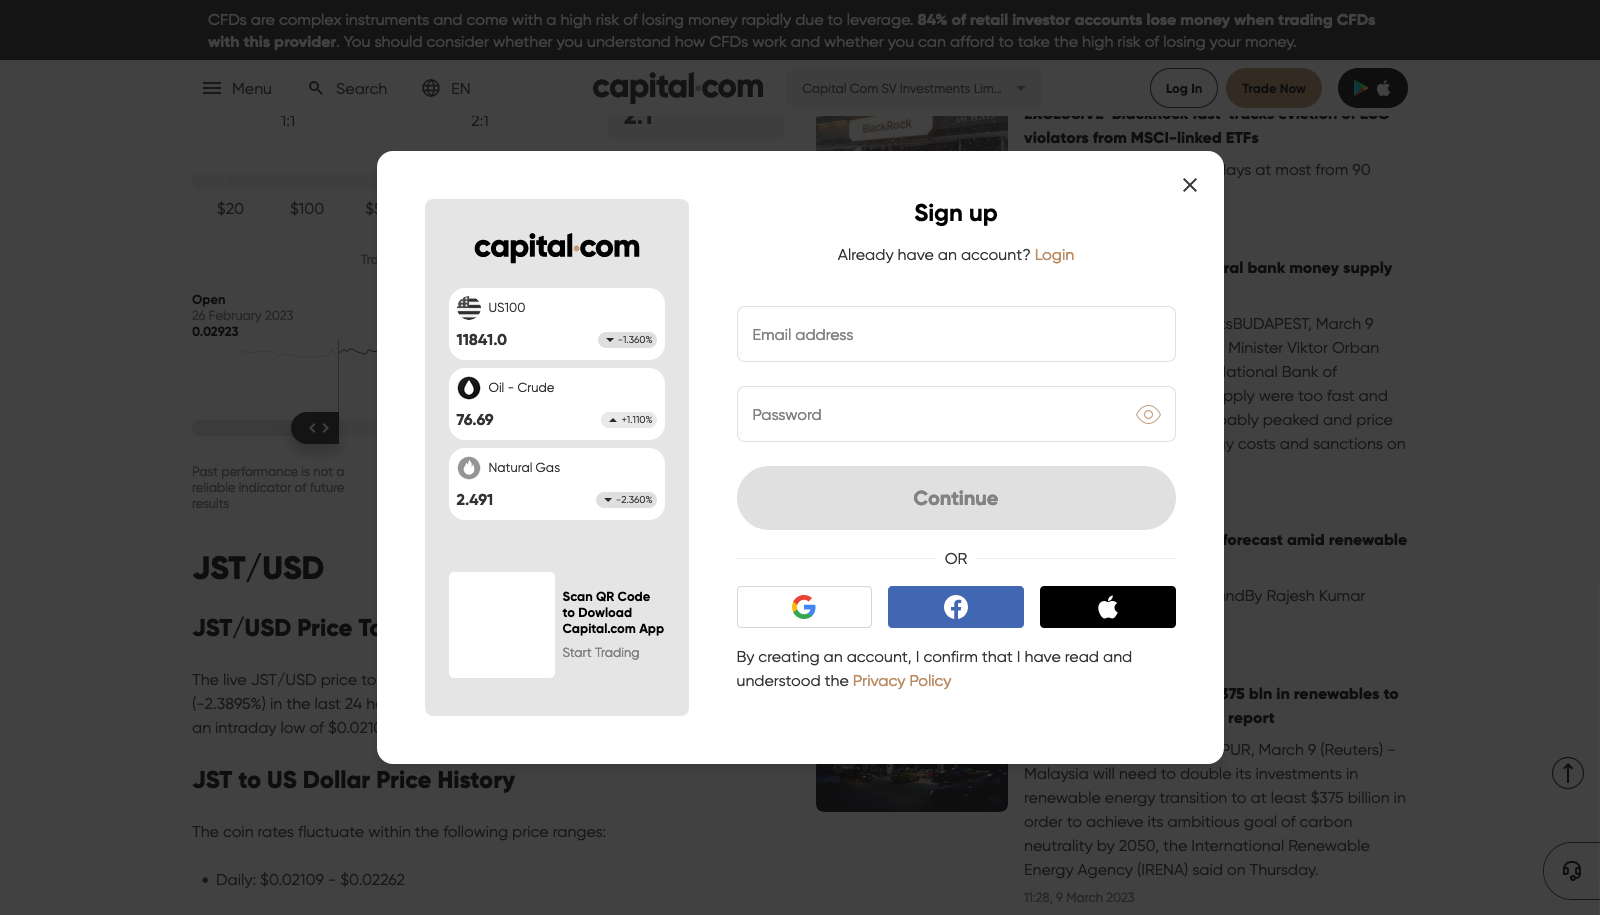 CFDs are complex instruments and come with a high risk of losing money rapidly due to leverage. 84% of retail investor accounts lose money when trading CFDs
with this provider. You should consider whether you understand how CFDs work and whether you can afford to take the high risk of losing your money.
Menu
Search
EN
capital.com
Capital Com SV Investments Lim...
Log In
Trade Now
1:1
2:1
2:1
$20
$100
Open
26 February 2023
0.02923
Past performance is not a
reliable indicator of future
results
JST/USD
JST/USD Price
The live JST/USD price
(-2.3895%) in the last 24
an intraday low of
JST to US Dollar Price History
The coin rates fluctuate within the following price ranges:
• Daily: $0.02109 - $0.02262
capital.com
US100
11841.0
-1.360%
Oil - Crude
76.69
+1.110%
Natural Gas
2.491
-2.360%
Scan QR Code
to Dowload
Capital.com App
Start Trading
Sign up
Already have an account? Login
Email address
Password
Continue
OR
By creating an account, I confirm that I have read and
understood the Privacy Policy
BlackRock
EXCLUSIVE-BlackRock fast-tracks eviction of ESG
violators from MSCI-linked ETFs
at most from 90
bank money supply
BUDAPEST, March 9
Minister Viktor Orban
National Bank of
were too fast and
peaked and price
costs and sanctions on
forecast amid renewable
By Rajesh Kumar
bln in renewables to
report
March 9 (Reuters) -
Malaysia will need to double its investments in
renewable energy transition to at least $375 billion in
order to achieve its ambitious goal of carbon
neutrality by 2050, the International Renewable
Energy Agency (IRENA) said on Thursday.
11:28, 9 March 2023